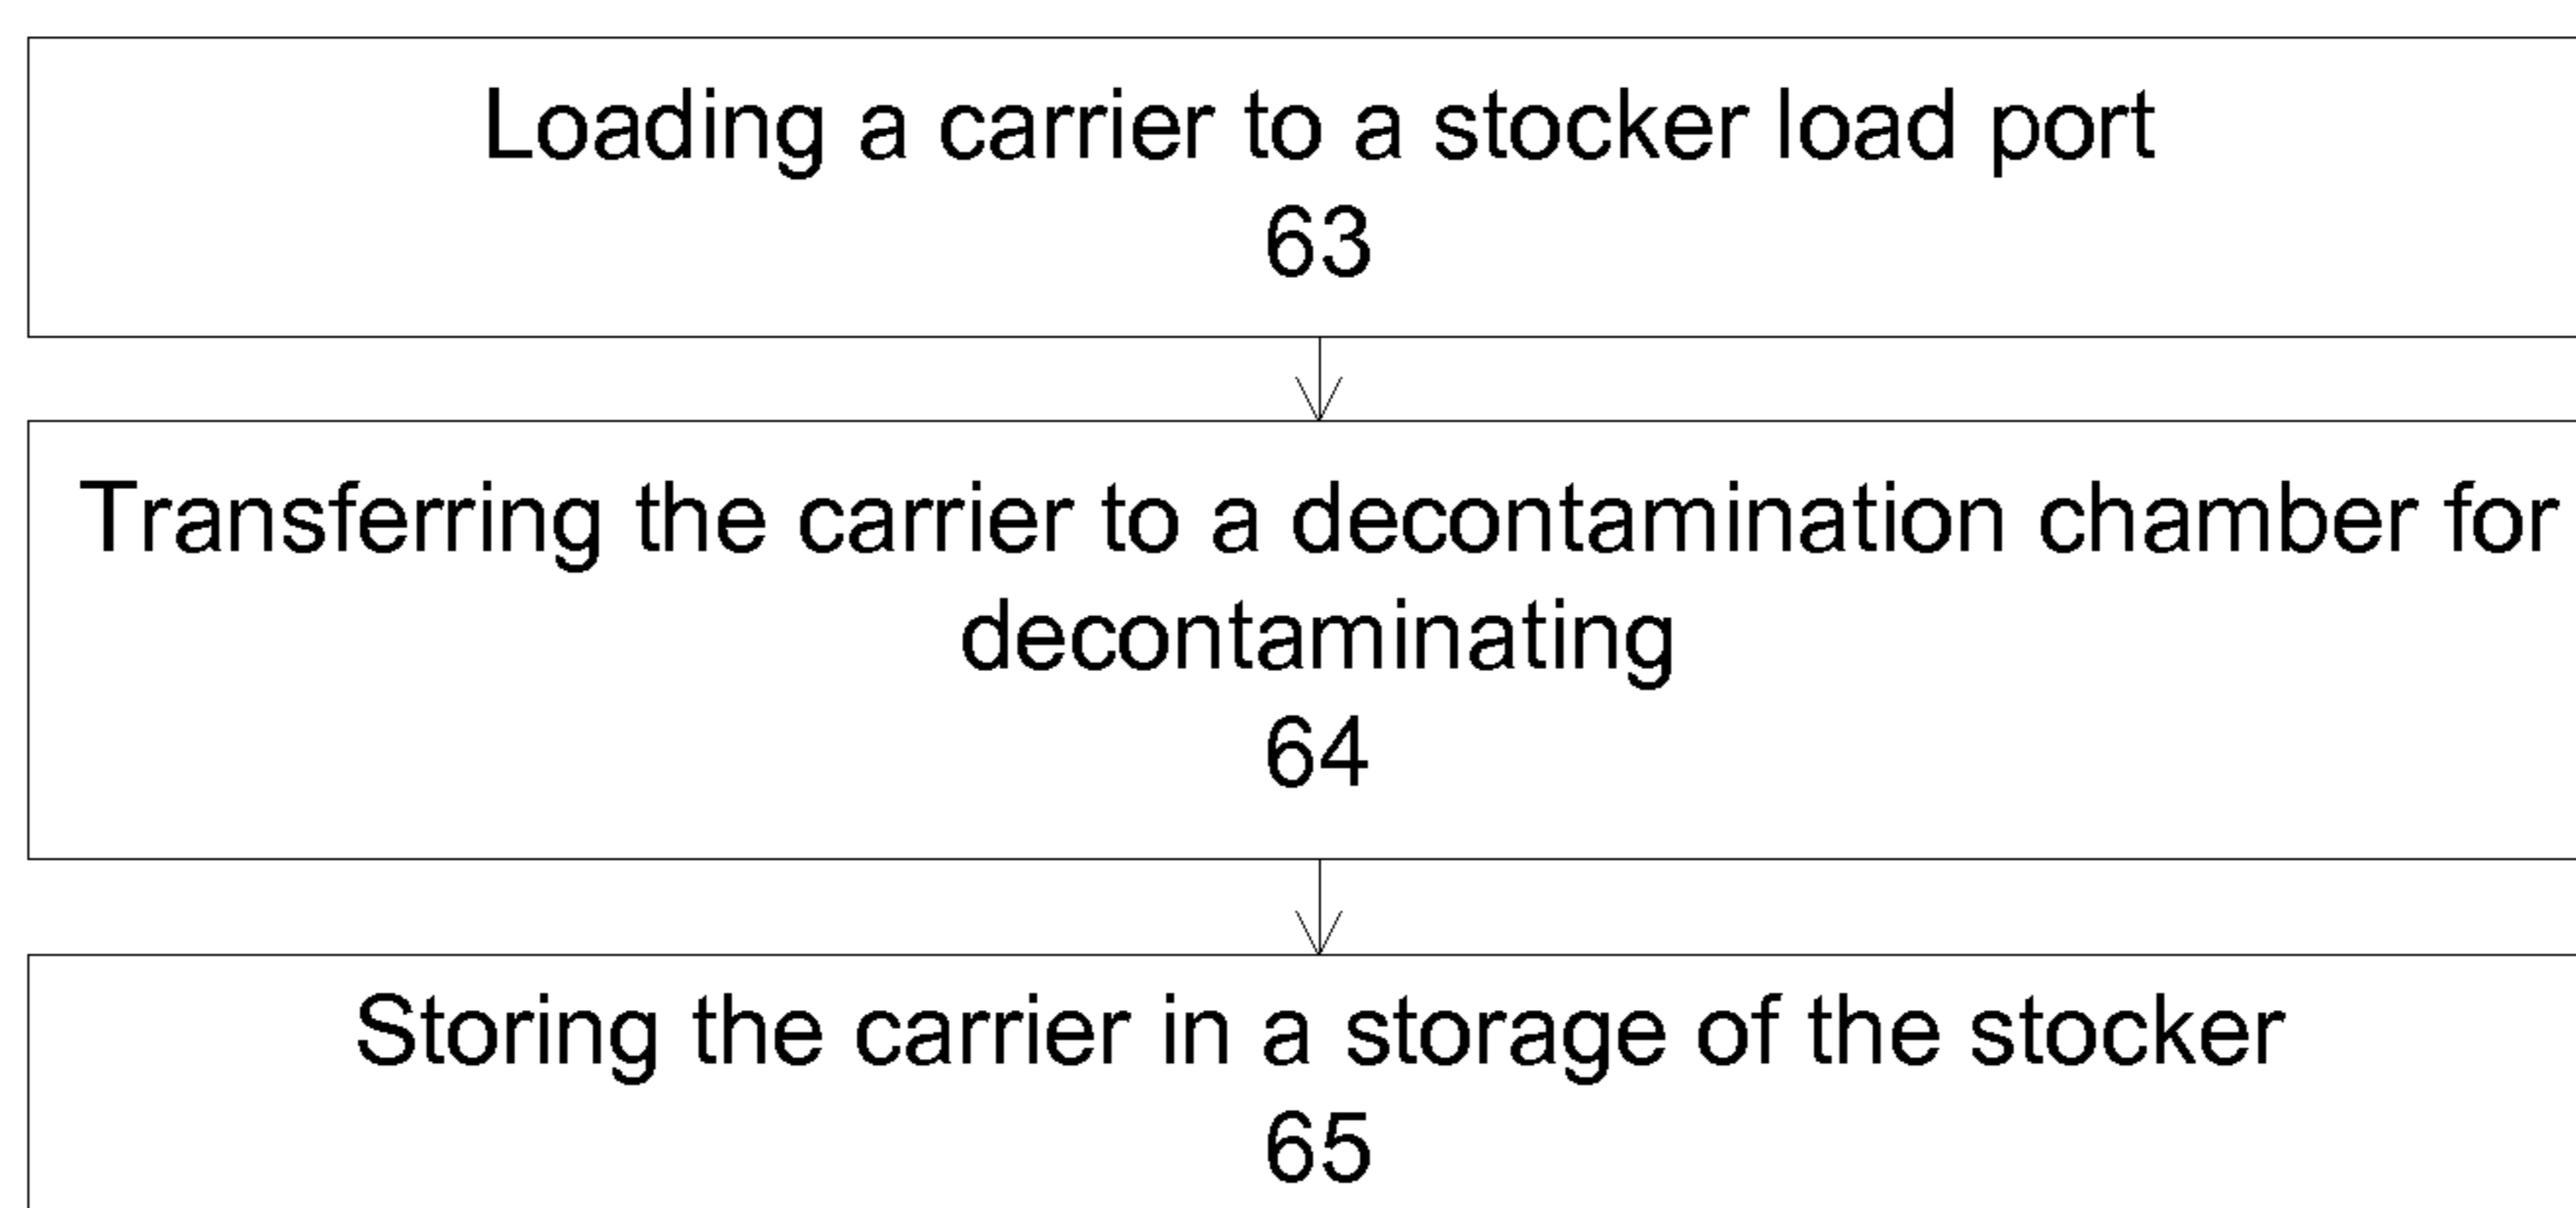 Loading a carrier to a stocker load port
63
Transferring the carrier to a decontamination chamber for
decontaminating
64
Storing the carrier in a storage of the stocker
65